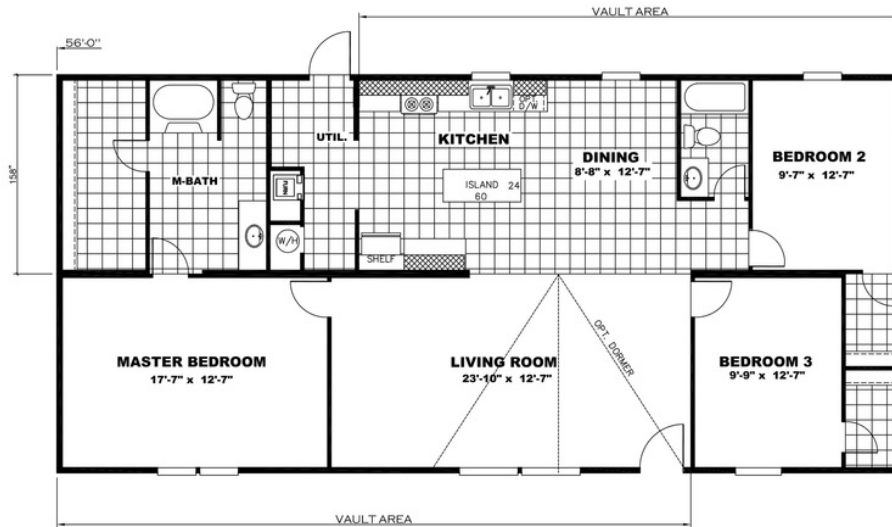 VAULT AREA
56'-0"
158"
UTIL.
KITCHEN
OPT.
D/W
DINING
8'-8" x 12'-7"
BEDROOM 2
9'-7" x 12'-7"
M-BATH
FURN
ISLAND 24
60
W/H
SHELF
MASTER BEDROOM
17'-7" x 12'-7"
LIVING ROOM
23'-10" x 12'-7"
OPT. DORMER
BEDROOM 3
9'-9" x 12'-7"
VAULT AREA